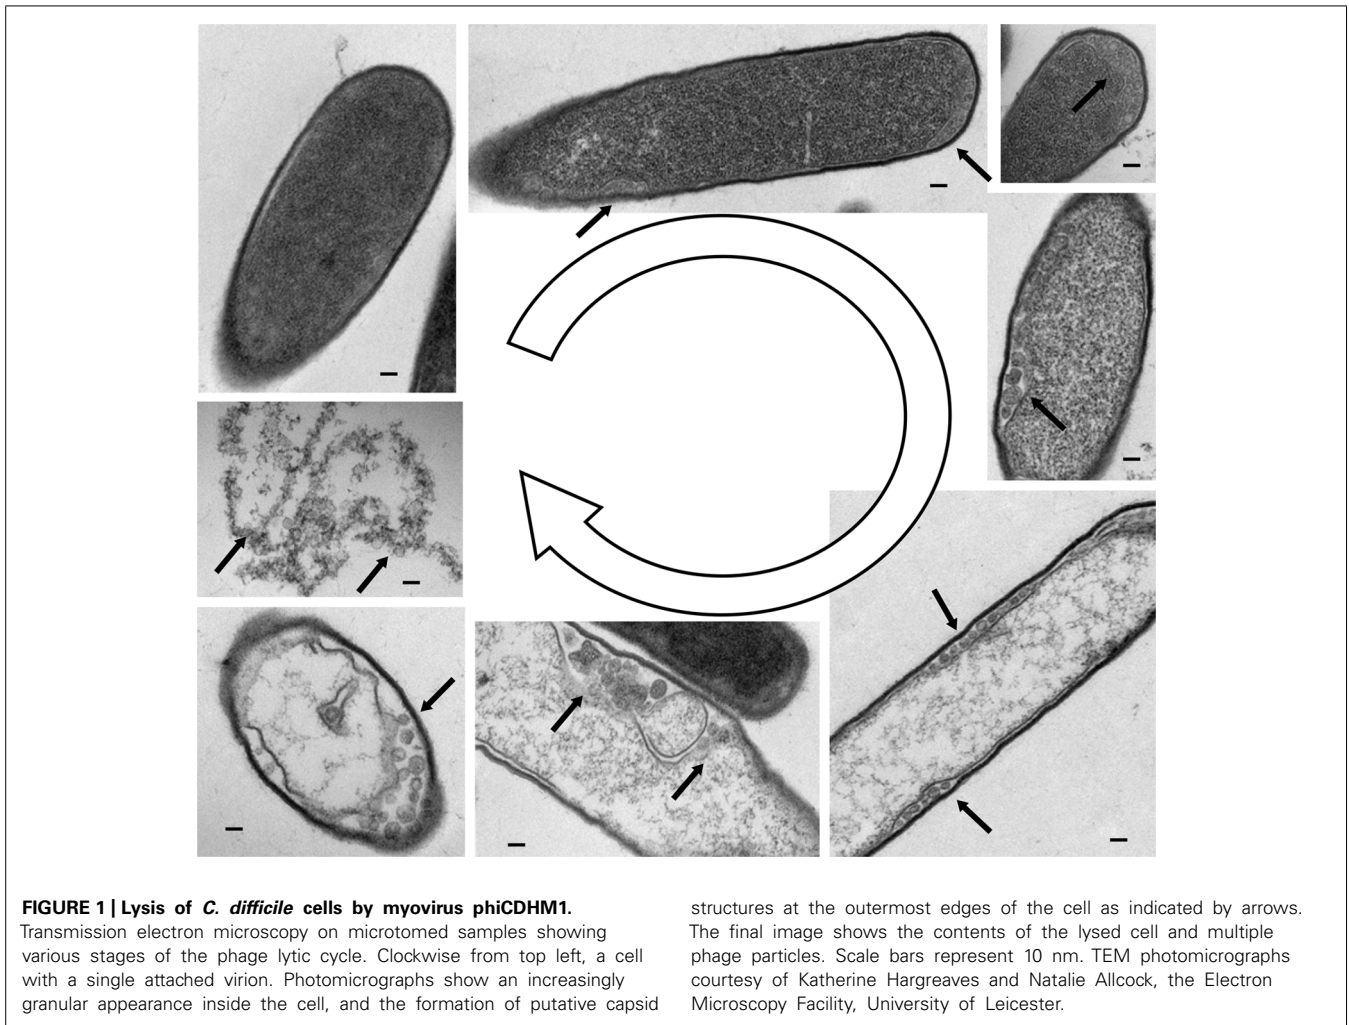 FIGURE 1 | Lysis of C. difficile cells by myovirus phiCDHM1.
Transmission electron microscopy on microtomed samples showing
various stages of the phage lytic cycle. Clockwise from top left, a cell
with a single attached virion. Photomicrographs show an increasingly
granular appearance inside the cell, and the formation of putative capsid
structures at the outermost edges of the cell as indicated by arrows.
The final image shows the contents of the lysed cell and multiple
phage particles. Scale bars represent 10 nm. TEM photomicrographs
courtesy of Katherine Hargreaves and Natalie Allcock, the Electron
Microscopy Facility, University of Leicester.